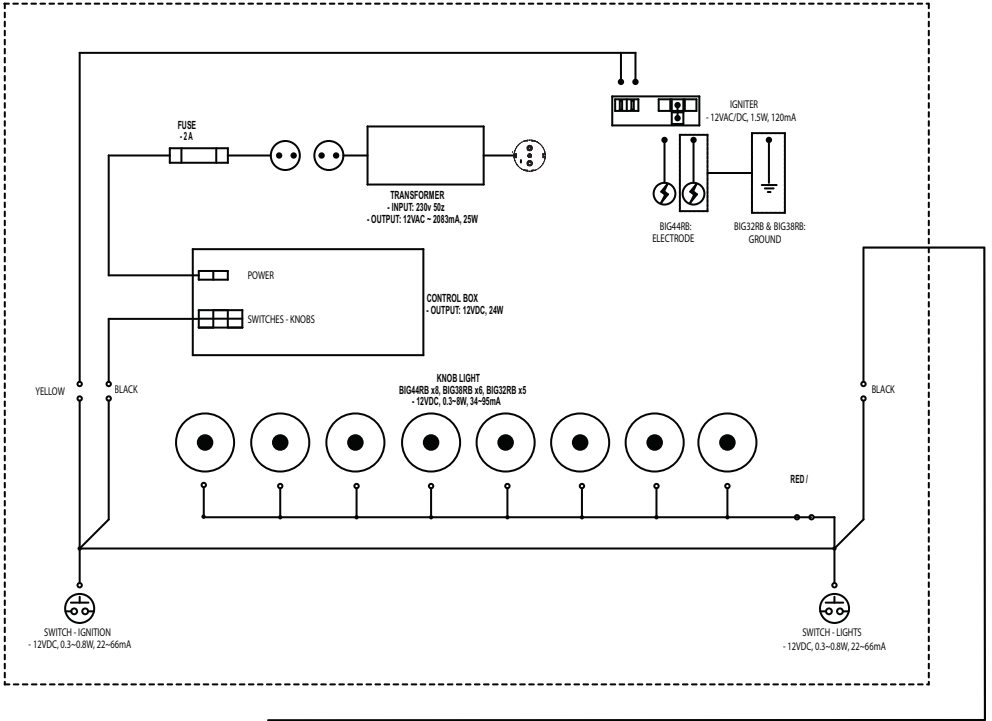 IGNITER
- 12VAC/DC, 1.5W, 120mA
FUSE
- 2 A
TRANSFORMER
- INPUT: 230v 50z
- OUTPUT: 12VAC ~ 2083mA, 25W
BIG44RB:
ELECTRODE
BIG32RB & BIG38RB:
GROUND
POWER
SWITCHES - KNOBS
CONTROL BOX
- OUTPUT: 12VDC, 24W
YELLOW
BLACK
KNOB LIGHT
BIG44RB x8, BIG38RB x6, BIG32RB x5
- 12VDC, 0.3~8W, 34~95mA
BLACK
RED /
SWITCH - IGNITION
- 12VDC, 0.3~0.8W, 22~66mA
SWITCH - LIGHTS
- 12VDC, 0.3~0.8W, 22~66mA